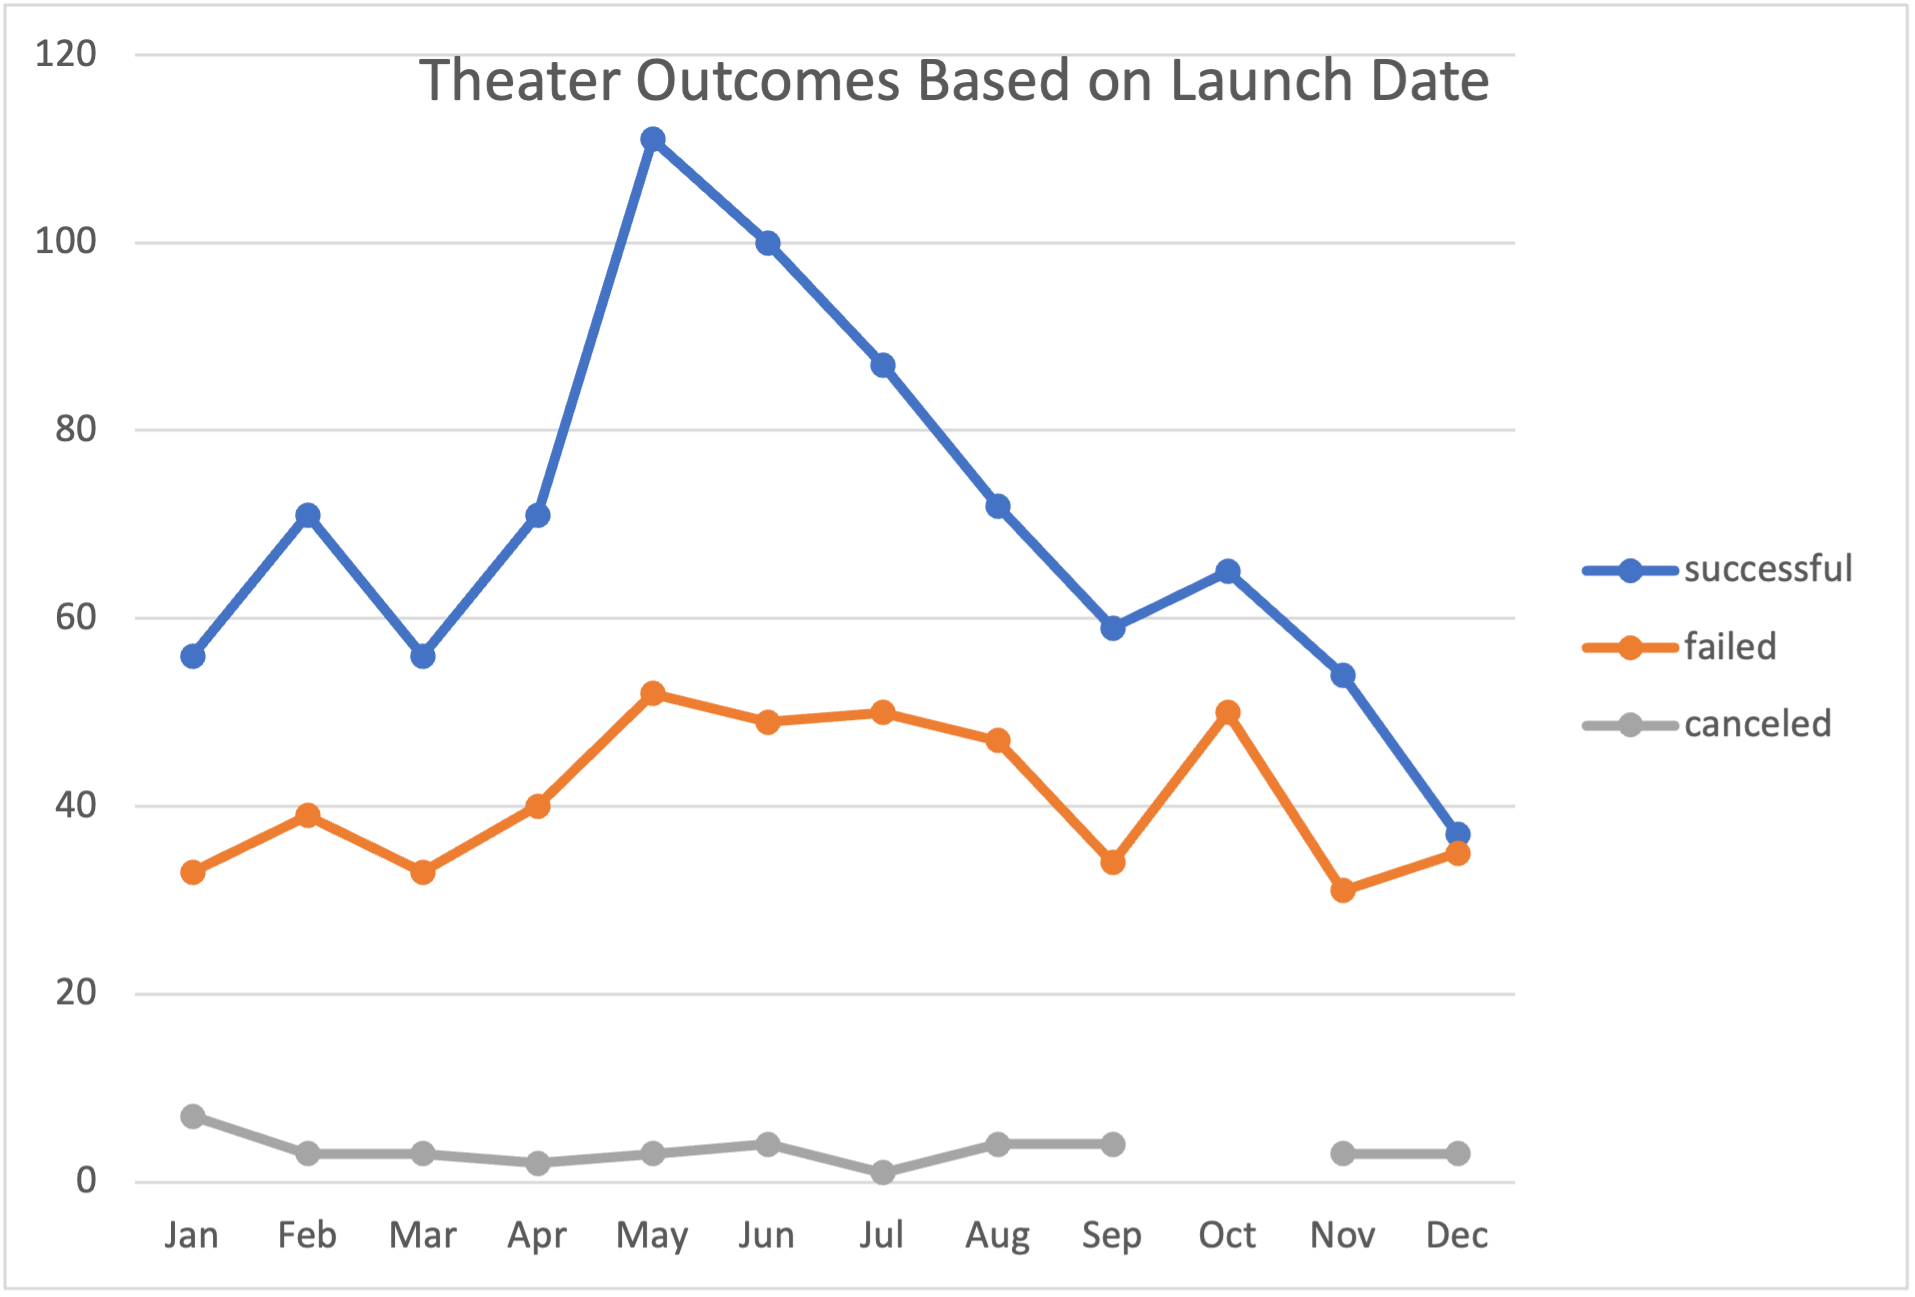 Theater Outcomes Based on Launch Date
120
100
80
60
40
20
0
Jan Feb Mar Apr May Jun Jul Aug Sep Oct Nov Dec
successful
failed
canceled